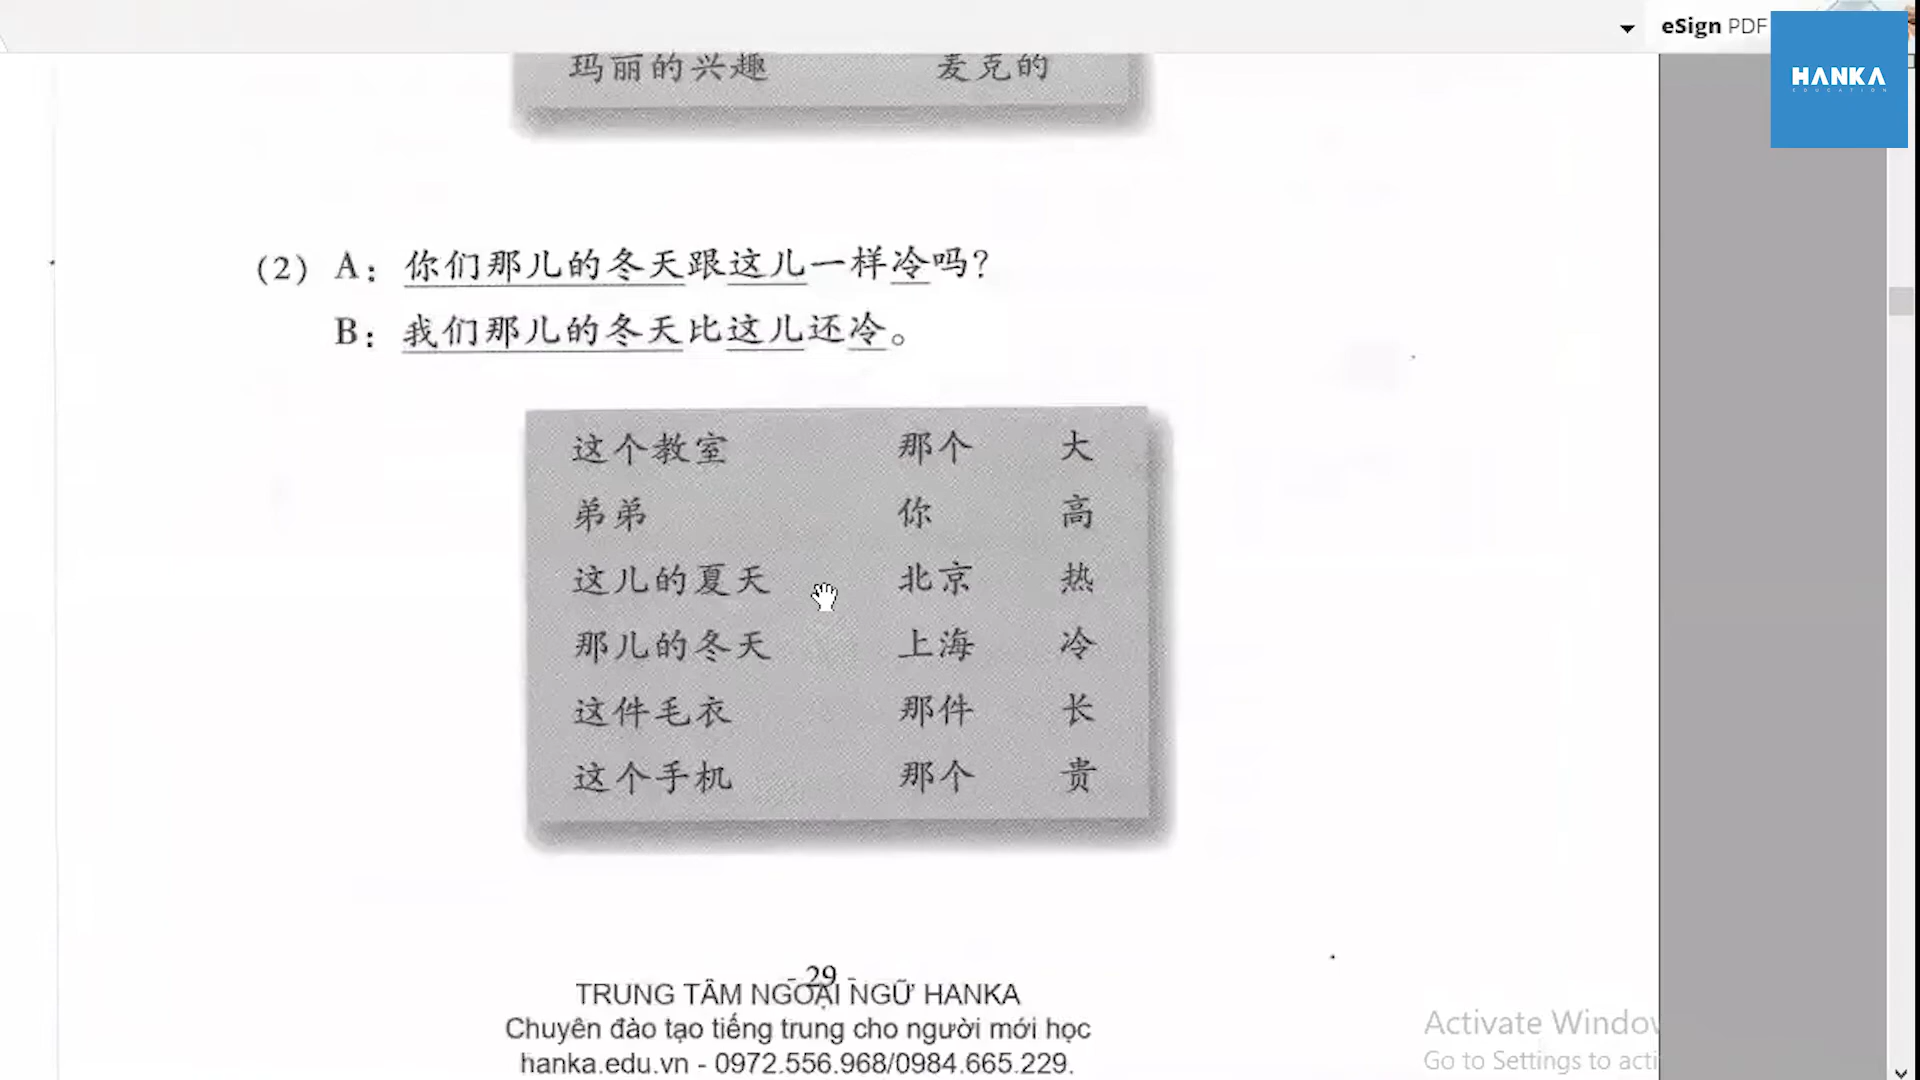 eSign PDF
HANKA
EDUCATION
玛丽的兴趣 麦克的
(2) A：你们那儿的冬天跟这儿一样冷吗？
B：我们那儿的冬天比这儿还冷。
这个教室 那个 大
弟弟 你 高
这儿的夏天 北京 热
那儿的冬天 上海 冷
这件毛衣 那件 长
这个手机 那个 贵
- 29 -
TRUNG TÂM NGOẠI NGỮ HANKA
Chuyên đào tạo tiếng trung cho người mới học
hanka.edu.vn - 0972.556.968/0984.665.229.
Activate Window
Go to Settings to acti